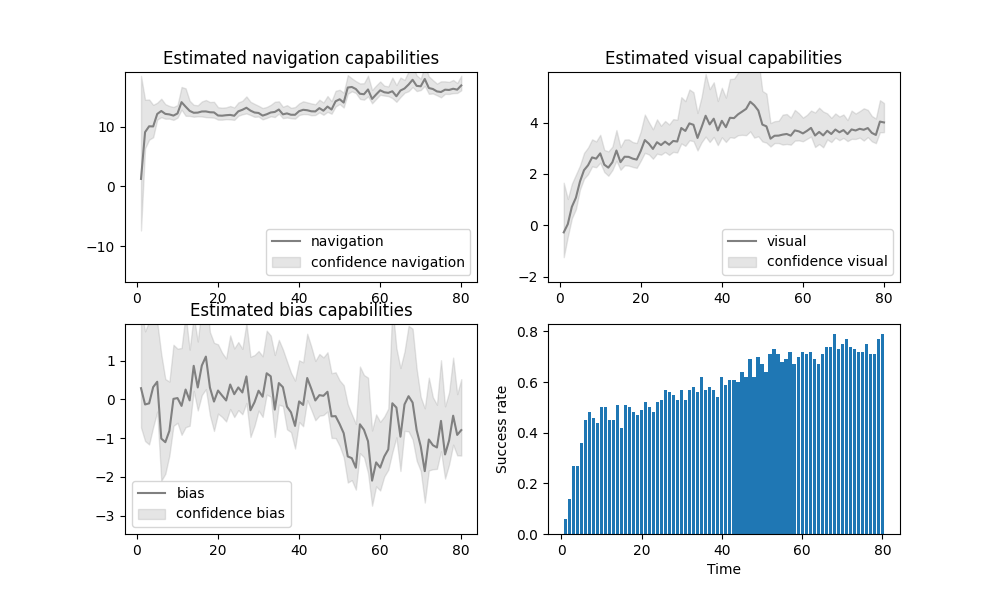 Estimated navigation capabilities
10
0
−10
navigation
confidence navigation
0 20 40 60 80
Estimated visual capabilities
4
2
0
−2
visual
confidence visual
0 20 40 60 80
Estimated bias capabilities
1
0
−1
−2
−3
bias
confidence bias
0 20 40 60 80
Success rate
0.8
0.6
0.4
0.2
0.0
0 20 40 60 80
Time